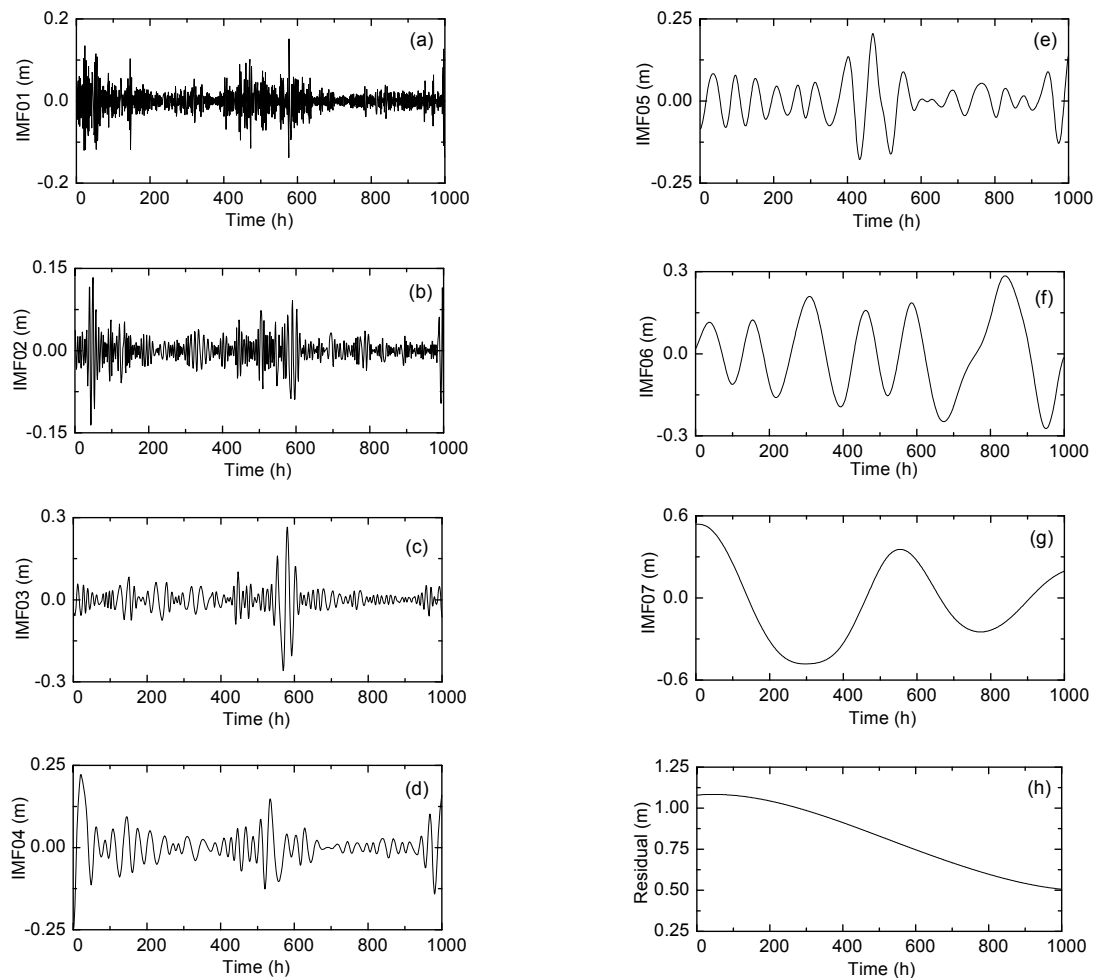 0.2
(a)
IMF01 (m)
0.0
-0.2
0 200 400 600 800 1000
Time (h)
0.15
(b)
IMF02 (m)
0.00
-0.15
0 200 400 600 800 1000
Time (h)
0.3
(c)
IMF03 (m)
0.0
-0.3
0 200 400 600 800 1000
Time (h)
0.25
(d)
IMF04 (m)
0.00
-0.25
0 200 400 600 800 1000
Time (h)
0.25
(e)
IMF05 (m)
0.00
-0.25
0 200 400 600 800 1000
Time (h)
0.3
(f)
IMF06 (m)
0.0
-0.3
0 200 400 600 800 1000
Time (h)
0.6
(g)
IMF07 (m)
0.0
-0.6
0 200 400 600 800 1000
Time (h)
1.25
(h)
1.00
Residual (m)
0.75
0.50
0.25
0 200 400 600 800 1000
Time (h)